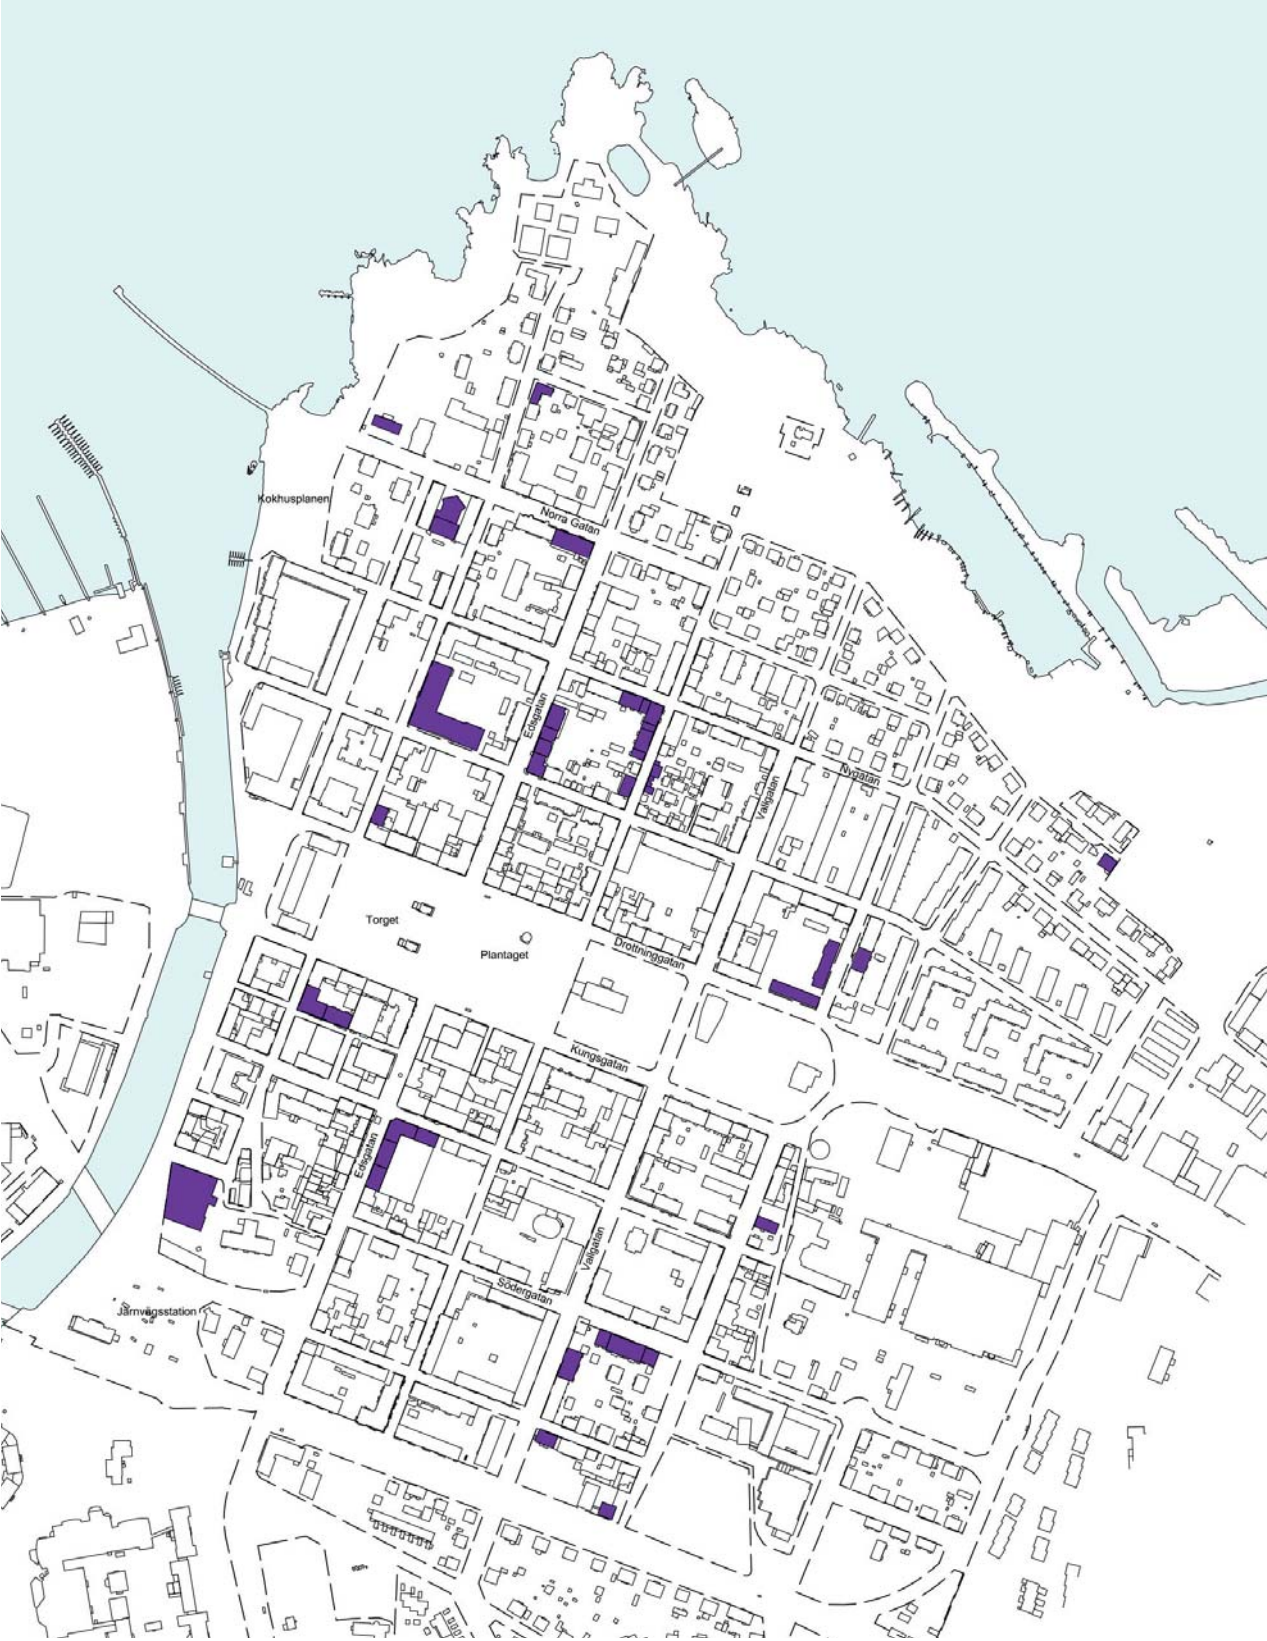 Kokhusplanen
Norra Gatan
Edsgatan
Nygatan
Vallgatan
Torget
Plantaget
Drottninggatan
Kungsgatan
Edsgatan
Vallgatan
Södergatan
Järnvägsstation